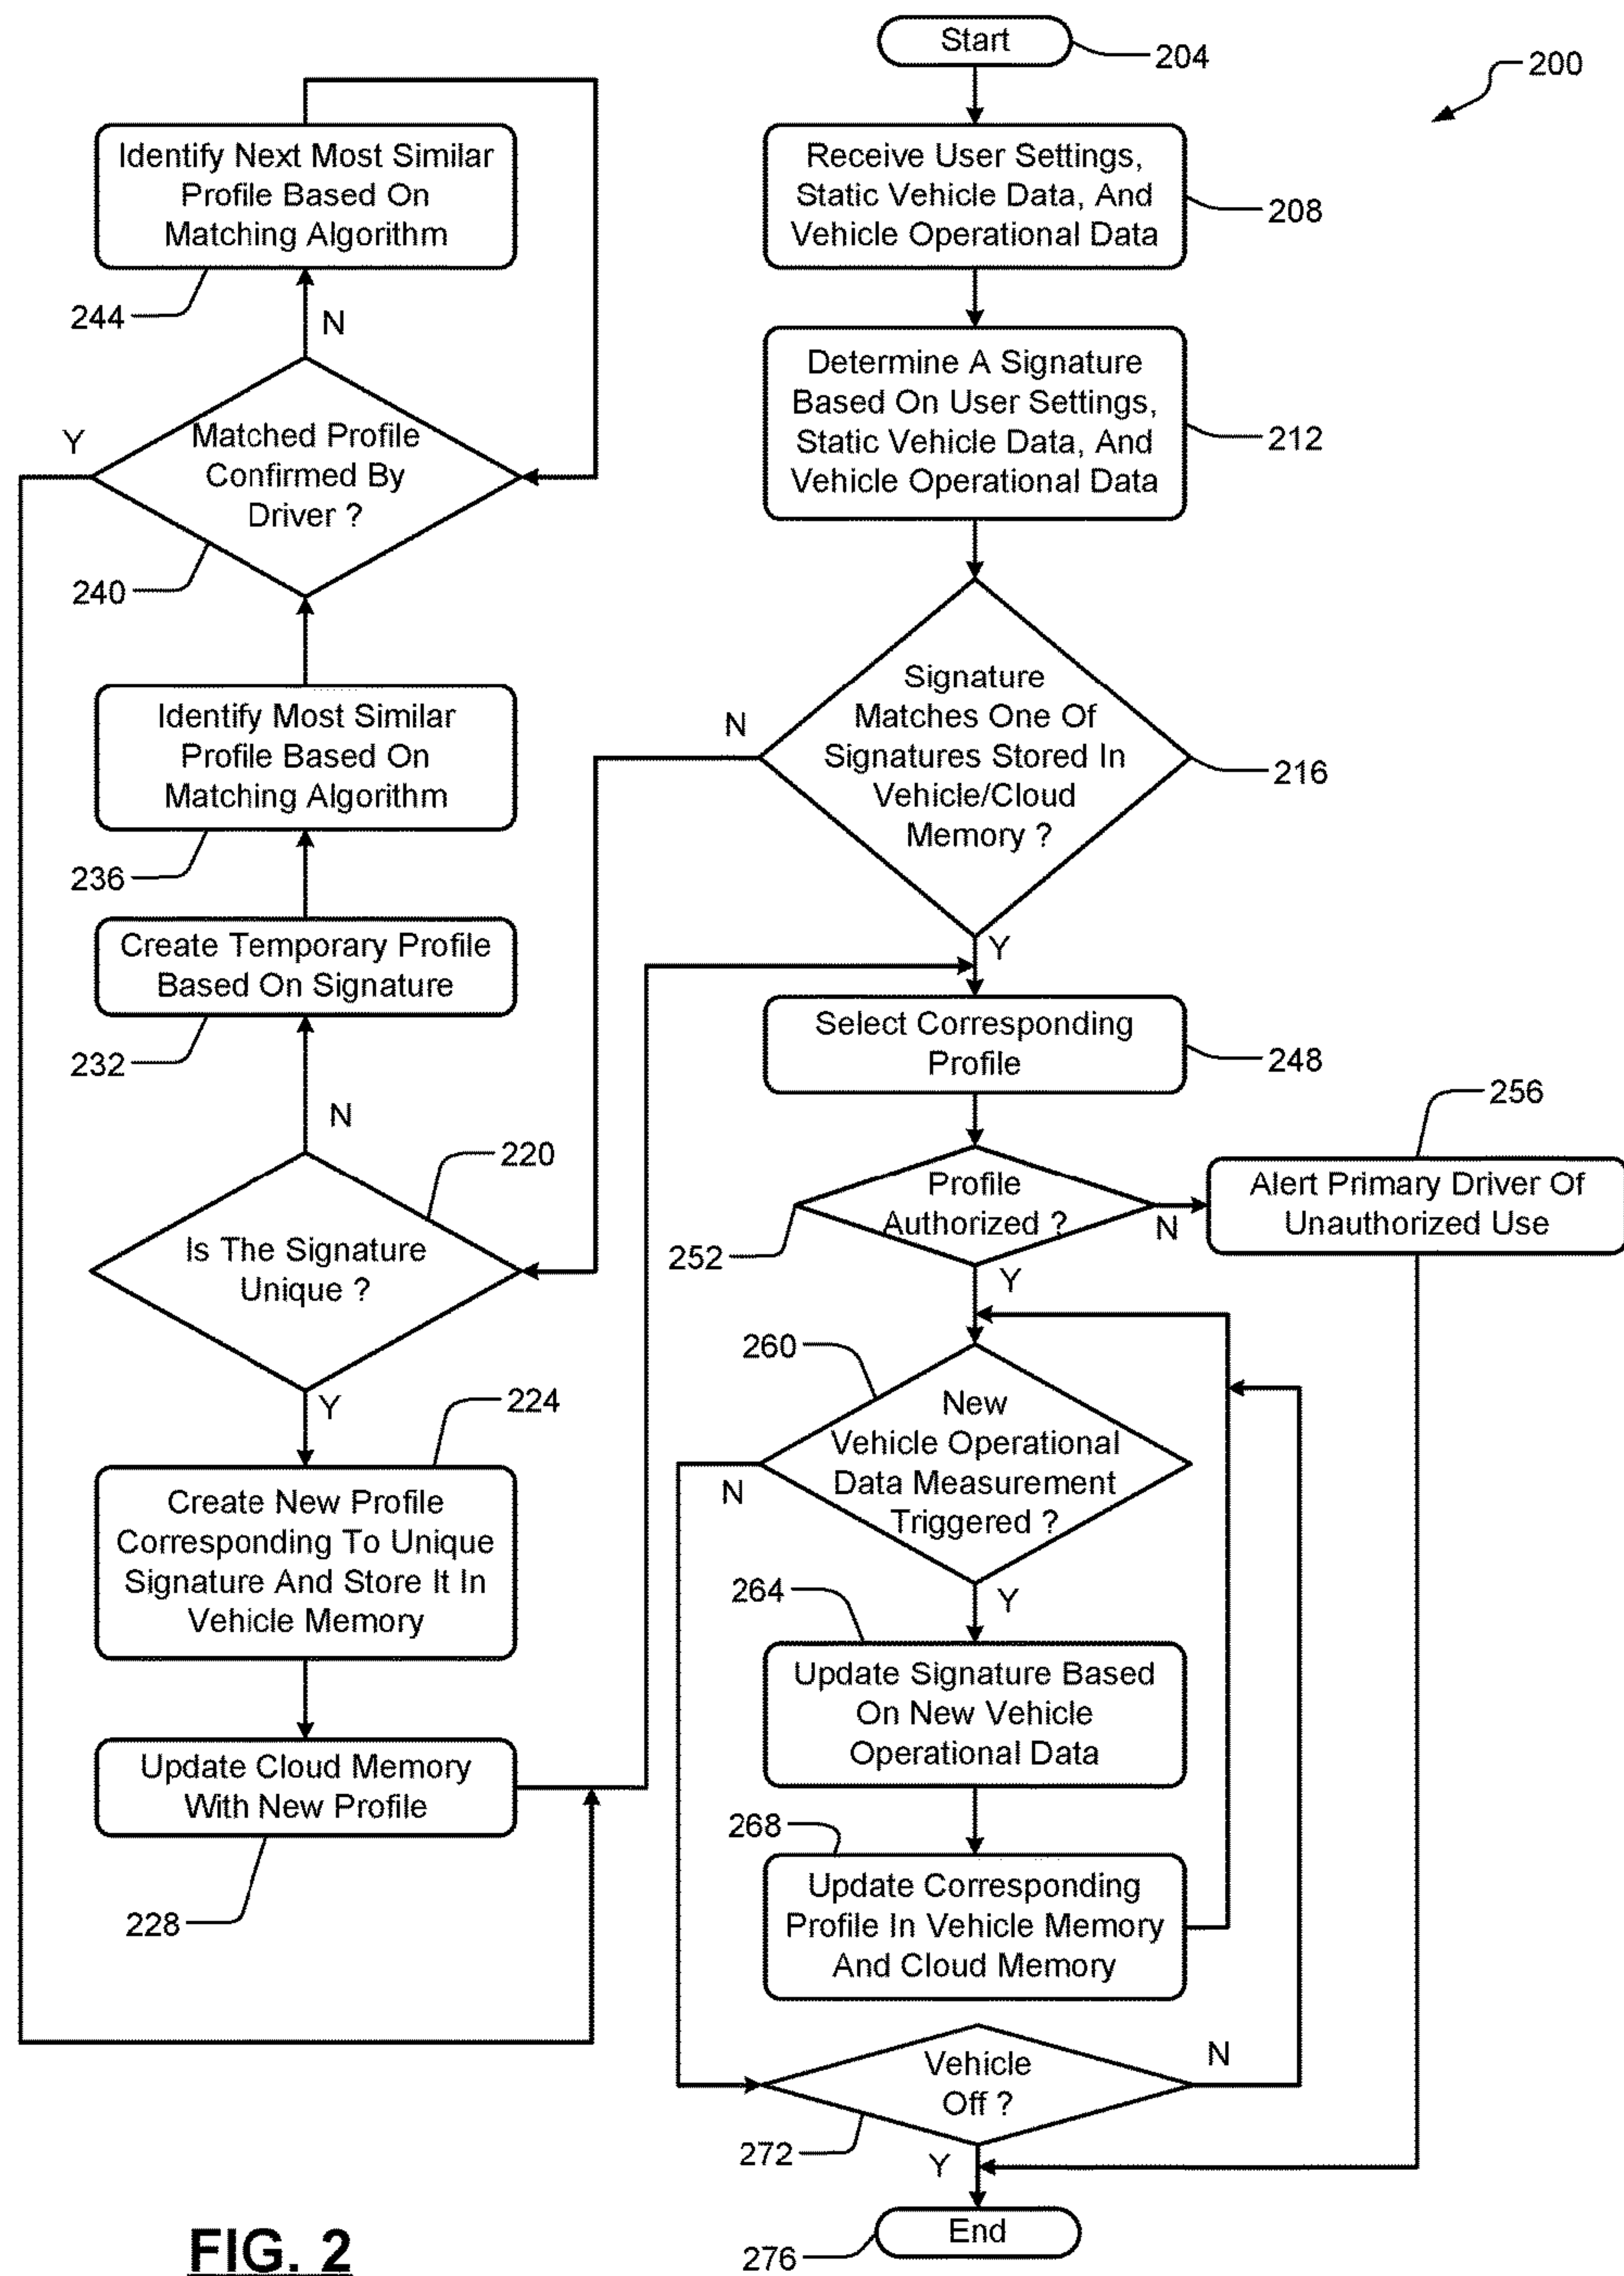 Start
204
200
Receive User Settings,
Static Vehicle Data, And
Vehicle Operational Data
208
Determine A Signature
Based On User Settings,
Static Vehicle Data, And
Vehicle Operational Data
212
Signature
Matches One Of
Signatures Stored In
Vehicle/Cloud
Memory ?
216
N
Y
Identify Next Most Similar
Profile Based On
Matching Algorithm
244
N
Y
Matched Profile
Confirmed By
Driver ?
240
Identify Most Similar
Profile Based On
Matching Algorithm
236
Create Temporary Profile
Based On Signature
232
N
220
Is The Signature
Unique ?
Y
224
Create New Profile
Corresponding To Unique
Signature And Store It In
Vehicle Memory
Update Cloud Memory
With New Profile
228
Select Corresponding
Profile
248
Profile
Authorized ?
252
N
Y
256
Alert Primary Driver Of
Unauthorized Use
260
New
Vehicle Operational
Data Measurement
Triggered ?
N
Y
264
Update Signature Based
On New Vehicle
Operational Data
268
Update Corresponding
Profile In Vehicle Memory
And Cloud Memory
Vehicle
Off ?
N
272
Y
End
276
FIG. 2